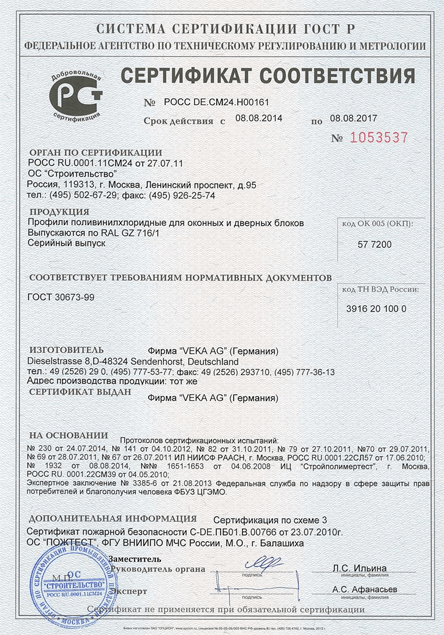 СИСТЕМА СЕРТИФИКАЦИИ ГОСТ Р
ФЕДЕРАЛЬНОЕ АГЕНТСТВО ПО ТЕХНИЧЕСКОМУ РЕГУЛИРОВАНИЮ И МЕТРОЛОГИИ
Добровольная
РСТ
сертификация
СЕРТИФИКАТ СООТВЕТСТВИЯ
№ РОСС DE.СМ24.Н00161
Срок действия с 08.08.2014 по 08.08.2017
№ 1053537
ОРГАН ПО СЕРТИФИКАЦИИ
РОСС RU.0001.11СМ24 от 27.07.11
ОС "Строительство"
Россия, 119313, г. Москва, Ленинский проспект, д.95
тел.: (495) 502-67-29; факс: (495) 926-25-74
ПРОДУКЦИЯ
Профили поливинилхлоридные для оконных и дверных блоков
Выпускаются по RAL GZ 716/1
Серийный выпуск
код ОК 005 (ОКП):
57 7200
СООТВЕТСТВУЕТ ТРЕБОВАНИЯМ НОРМАТИВНЫХ ДОКУМЕНТОВ
ГОСТ 30673-99
код ТН ВЭД России:
3916 20 100 0
ИЗГОТОВИТЕЛЬ Фирма "VEKA AG" (Германия)
Dieselstrasse 8,D-48324 Sendenhorst, Deutschland
тел.: 49 (2526) 29 0, (495) 777-53-77; факс: 49 (2526) 293710, (495) 777-36-13
Адрес производства продукции: тот же
СЕРТИФИКАТ ВЫДАН
Фирма "VEKA AG" (Германия)
НА ОСНОВАНИИ Протоколов сертификационных испытаний:
№ 230 от 24.07.2014, № 141 от 04.10.2012, № 82 от 31.10.2011, № 79 от 27.10.2011, №70 от 29.07.2011,
№ 69 от 28.07.2011, № 67 от 26.07.2011 ИЛ НИИСФ РААСН, г. Москва, РОСС RU.0001.22СЛ57 от 17.06.2010;
№ 1932 от 08.08.2014, №№ 1651-1653 от 04.06.2008 ИЦ "Стройполимертест", г. Москва,
РОСС RU. 0001.22СМ39 от 04.05.2010;
Экспертное заключение № 3385-6 от 21.08.2013 Федеральная служба по надзору в сфере защиты прав
потребителей и благополучия человека ФБУЗ ЦГЭМО.
ДОПОЛНИТЕЛЬНАЯ ИНФОРМАЦИЯ Сертификация по схеме 3
Сертификат пожарной безопасности С-DE.ПБ01.В.00766 от 23.07.2010г.
ОС "ПОЖТЕСТ", ФГУ ВНИИПО МЧС России, М.О., г. Балашиха
Заместитель
Руководитель органа
подпись
Л.С. Ильина
инициалы, фамилия
М.П.
ОС
"СТРОИТЕЛЬСТВО"
РОСС RU.0001.11СМ24
МОСКВА
Эксперт
подпись
А.С. Афанасьев
инициалы, фамилия
Сертификат не применяется при обязательной сертификации